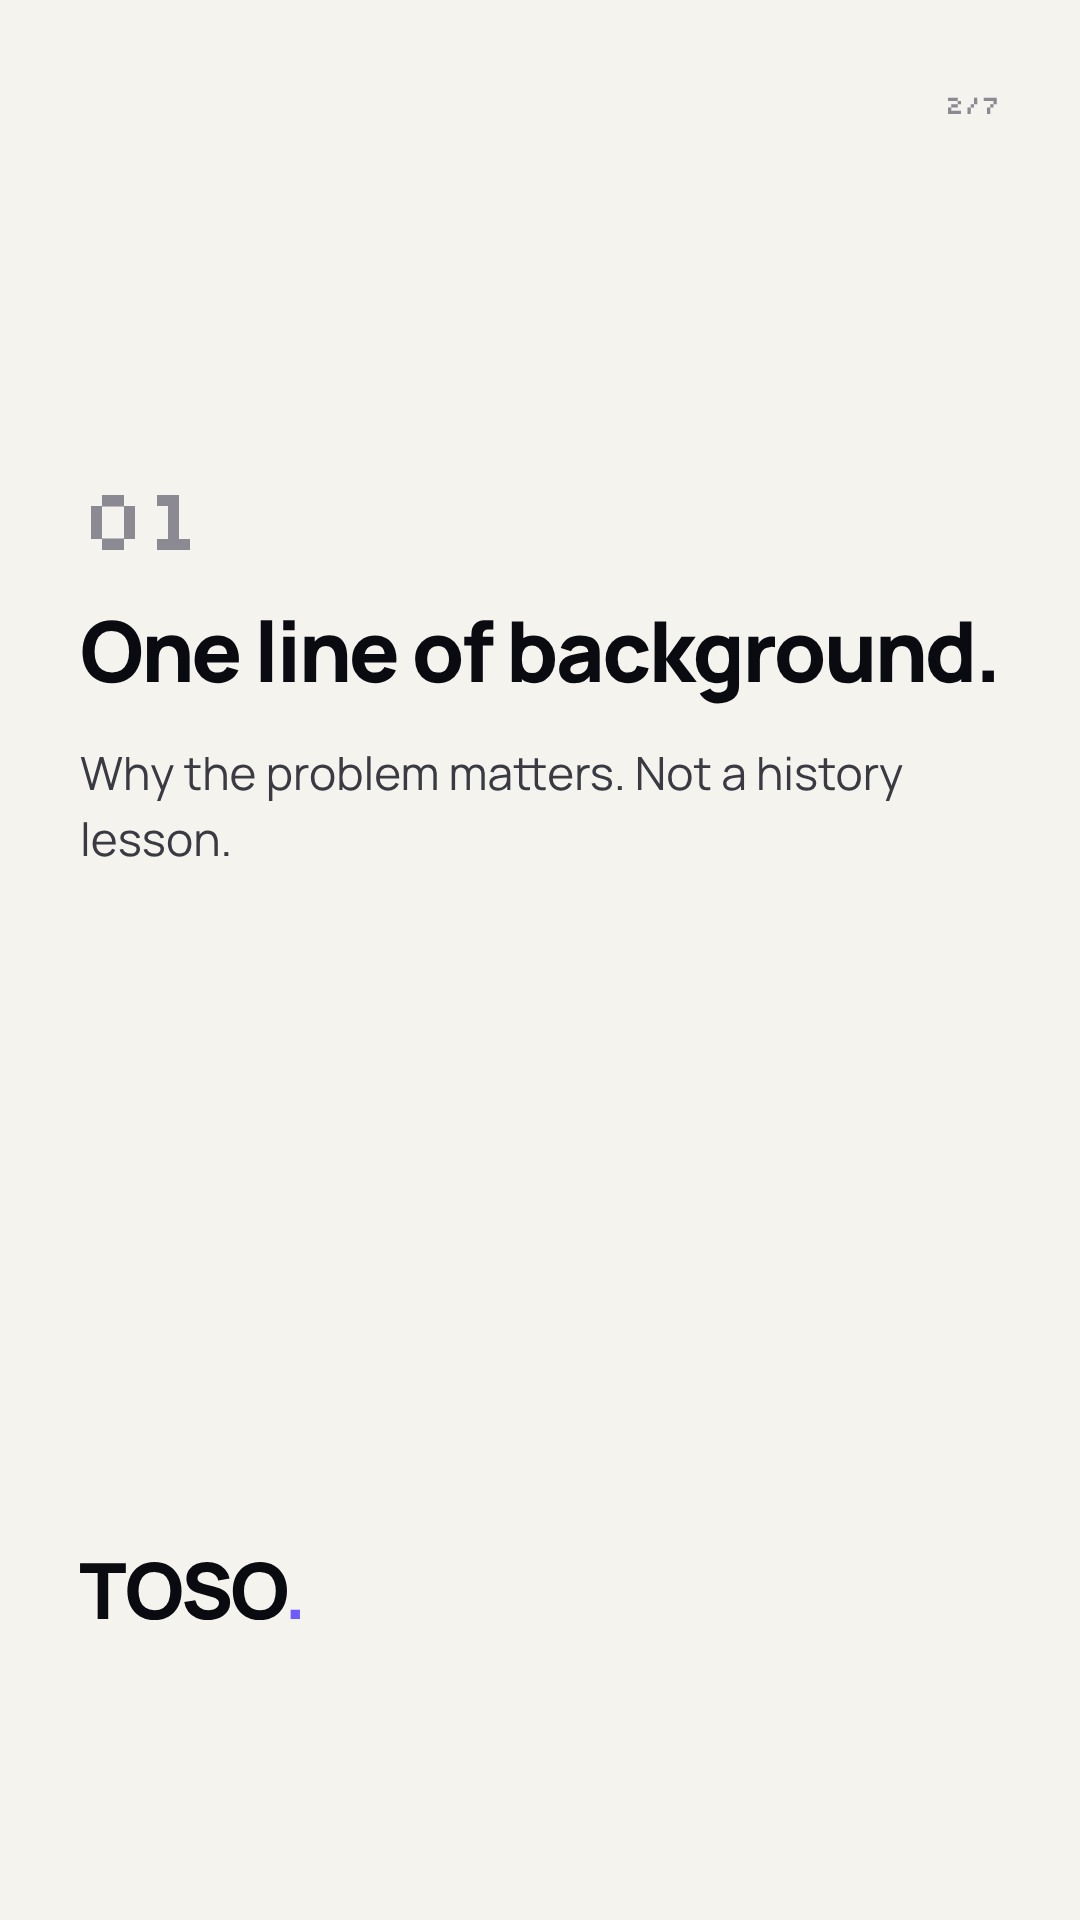 2/7
01
One line of background.
Why the problem matters. Not a history
lesson.
TOSO.